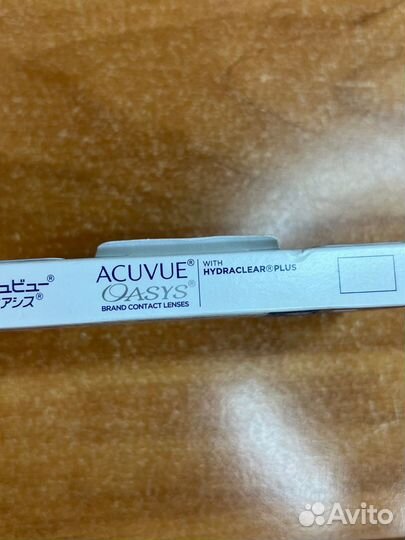 ュビュー®
アシス®
ACUVUE®
OASYS®
BRAND CONTACT LENSES
WITH
HYDRACLEAR®PLUS
Avito